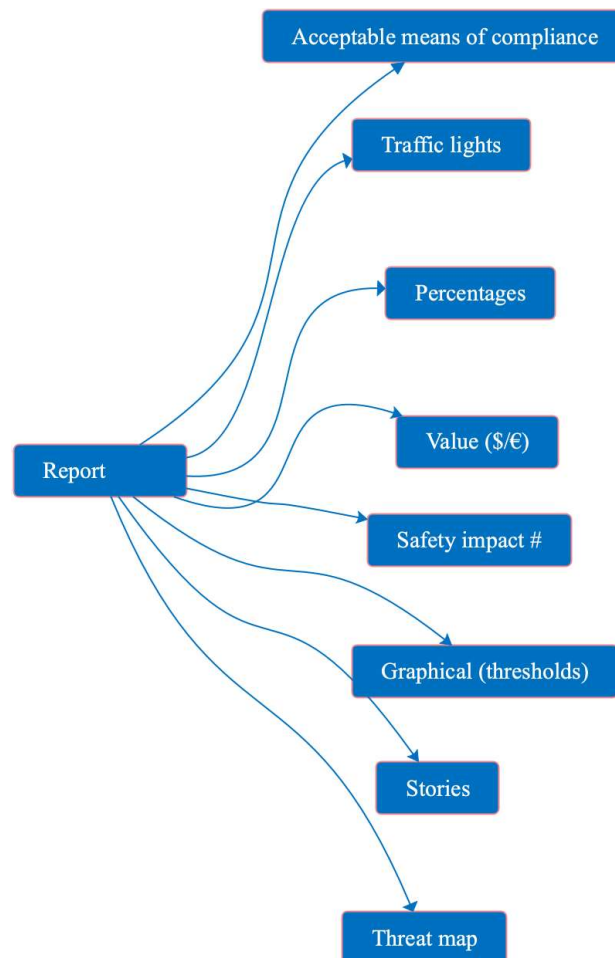 Acceptable means of compliance
Traffic lights
Percentages
Value ($/€)
Report
Safety impact #
Graphical (thresholds)
Stories
Threat map